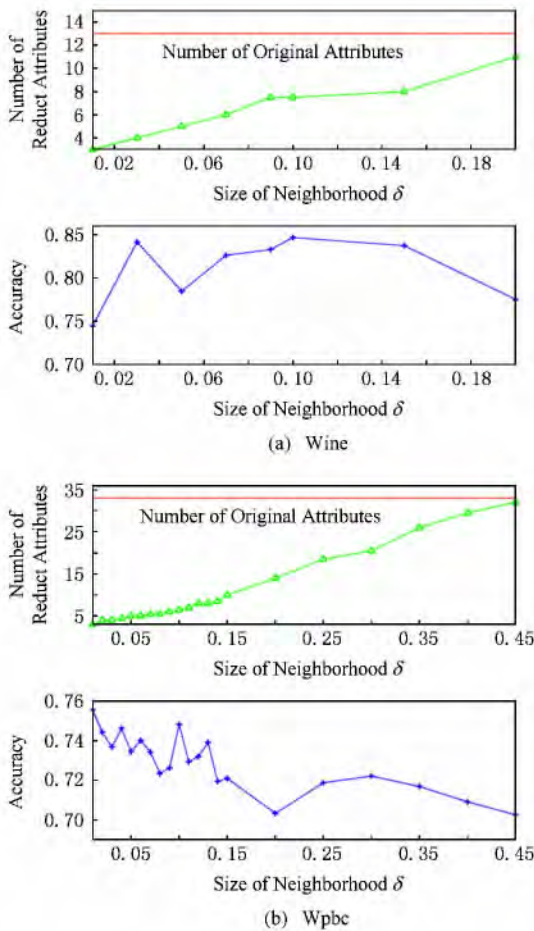 14
12
10
8
6
4
Number of
Reduct Attributes
Number of Original Attributes
0.02 0.06 0.10 0.14 0.18
Size of Neighborhood δ
0.85
0.80
0.75
0.70
Accuracy
0.02 0.06 0.10 0.14 0.18
Size of Neighborhood δ
(a) Wine
35
25
15
5
Number of
Reduct Attributes
Number of Original Attributes
0.05 0.15 0.25 0.35 0.45
Size of Neighborhood δ
0.76
0.74
0.72
0.70
Accuracy
0.05 0.15 0.25 0.35 0.45
Size of Neighborhood δ
(b) Wpbc